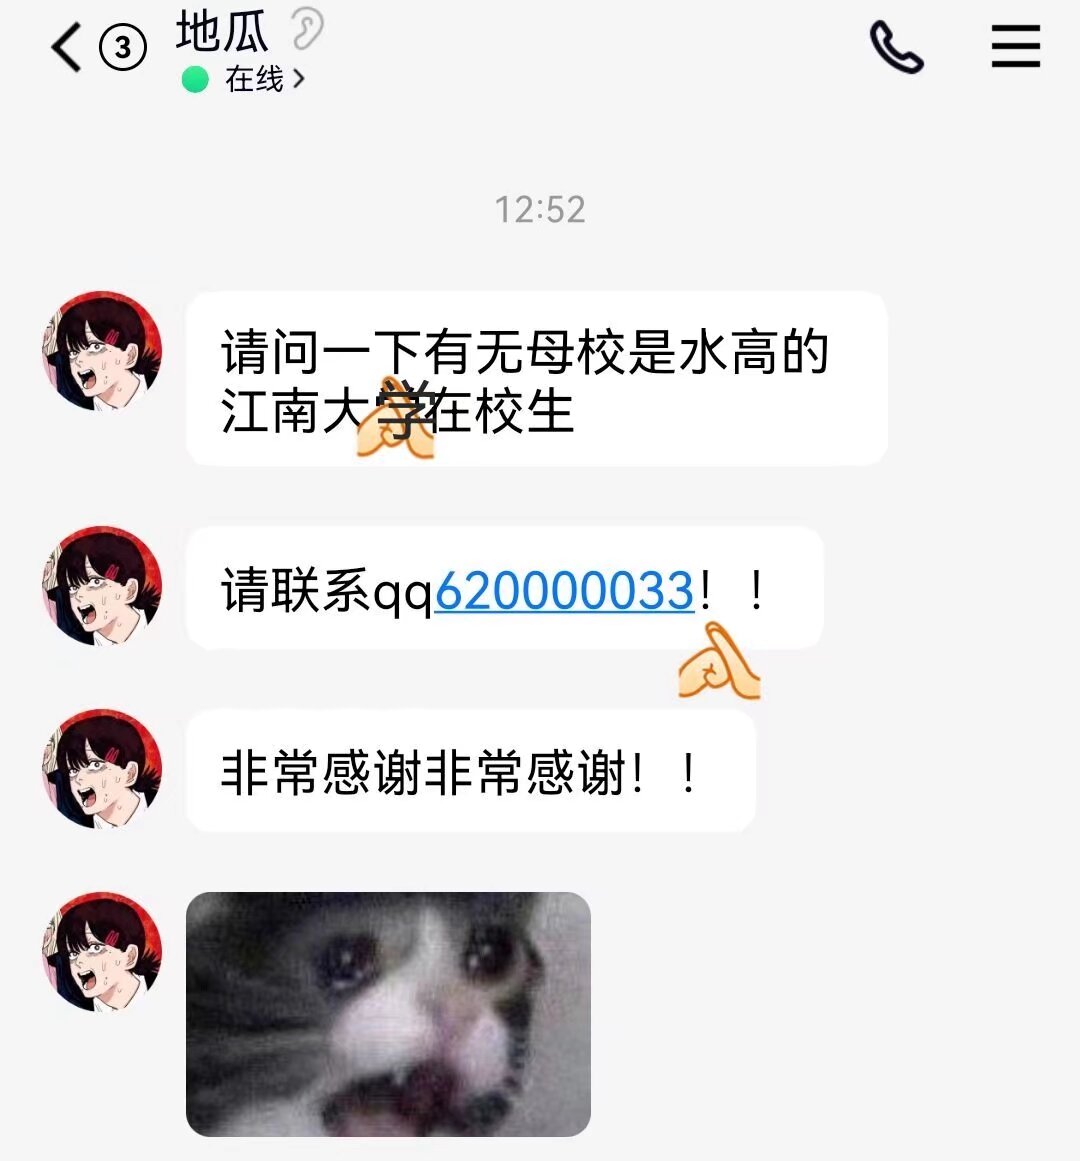 3
地瓜
在线
12:52
请问一下有无母校是水高的
江南大学在校生
请联系qq620000033！！
非常感谢非常感谢！！